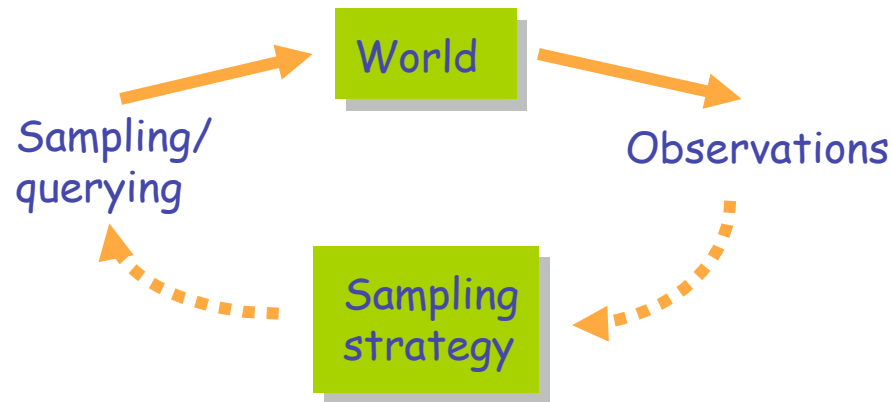 World
Sampling/
querying
Observations
Sampling
strategy